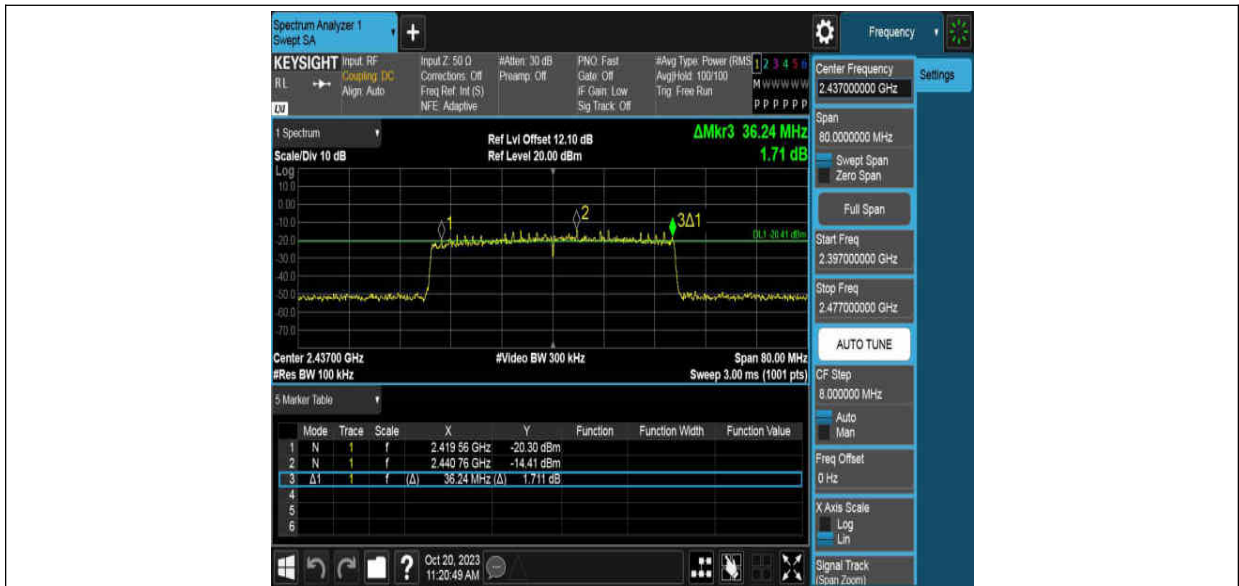 Spectrum Analyzer 1
Swept SA
+
Frequency
KEYSIGHT
RL
LXI
Input: RF
Coupling: DC
Align: Auto
Input Z: 50 Ω
Corrections: Off
Freq Ref: Int (S)
NFE: Adaptive
#Atten: 30 dB
Preamp: Off
PNO: Fast
Gate: Off
IF Gain: Low
Sig Track: Off
#Avg Type: Power (RMS
Avg|Hold: 100/100
Trig: Free Run
1 2 3 4 5 6
M W W W W W
P P P P P P
Center Frequency
2.437000000 GHz
Settings
Span
80.0000000 MHz
Swept Span
Zero Span
Full Span
Start Freq
2.397000000 GHz
Stop Freq
2.477000000 GHz
AUTO TUNE
CF Step
8.000000 MHz
Auto
Man
Freq Offset
0 Hz
X Axis Scale
Log
Lin
Signal Track
(Span Zoom)
1 Spectrum
Scale/Div 10 dB
Ref Lvl Offset 12.10 dB
Ref Level 20.00 dBm
ΔMkr3 36.24 MHz
1.71 dB
Log
10.0
0.00
-10.0
-20.0
-30.0
-40.0
-50.0
-60.0
-70.0
1
2
3Δ1
DL1 -20.41 dBm
Center 2.43700 GHz
#Video BW 300 kHz
Span 80.00 MHz
#Res BW 100 kHz
Sweep 3.00 ms (1001 pts)
5 Marker Table
Mode Trace Scale X Y Function Function Width Function Value
1 N 1 f 2.419 56 GHz -20.30 dBm
2 N 1 f 2.440 76 GHz -14.41 dBm
3 Δ1 1 f (Δ) 36.24 MHz (Δ) 1.711 dB
4
5
6
?
Oct 20, 2023
11:20:49 AM